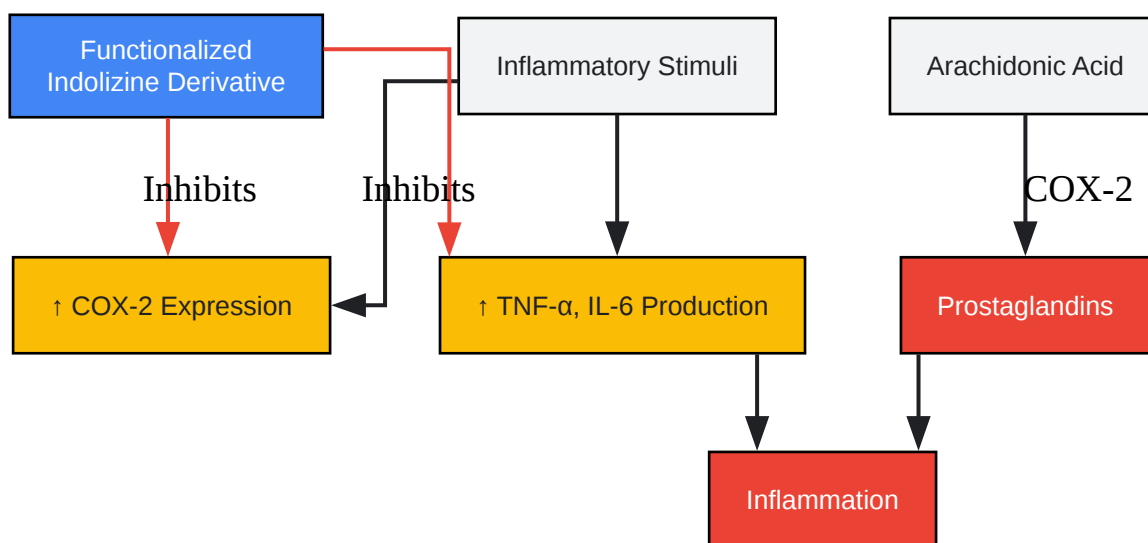 Functionalized
Indolizine Derivative
Inflammatory Stimuli
Arachidonic Acid
Inhibits
Inhibits
COX-2
↑ COX-2 Expression
↑ TNF-α, IL-6 Production
Prostaglandins
Inflammation